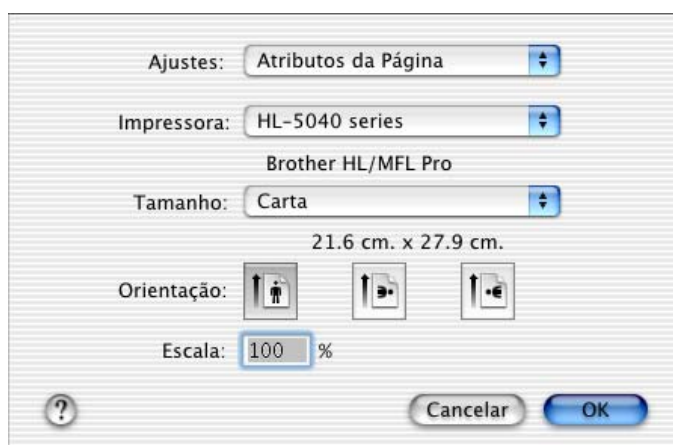 Ajustes: Atributos da Página
Impressora: HL-5040 series
Brother HL/MFL Pro
Tamanho: Carta
21.6 cm. x 27.9 cm.
Orientação:
Escala: 100 %
? Cancelar OK